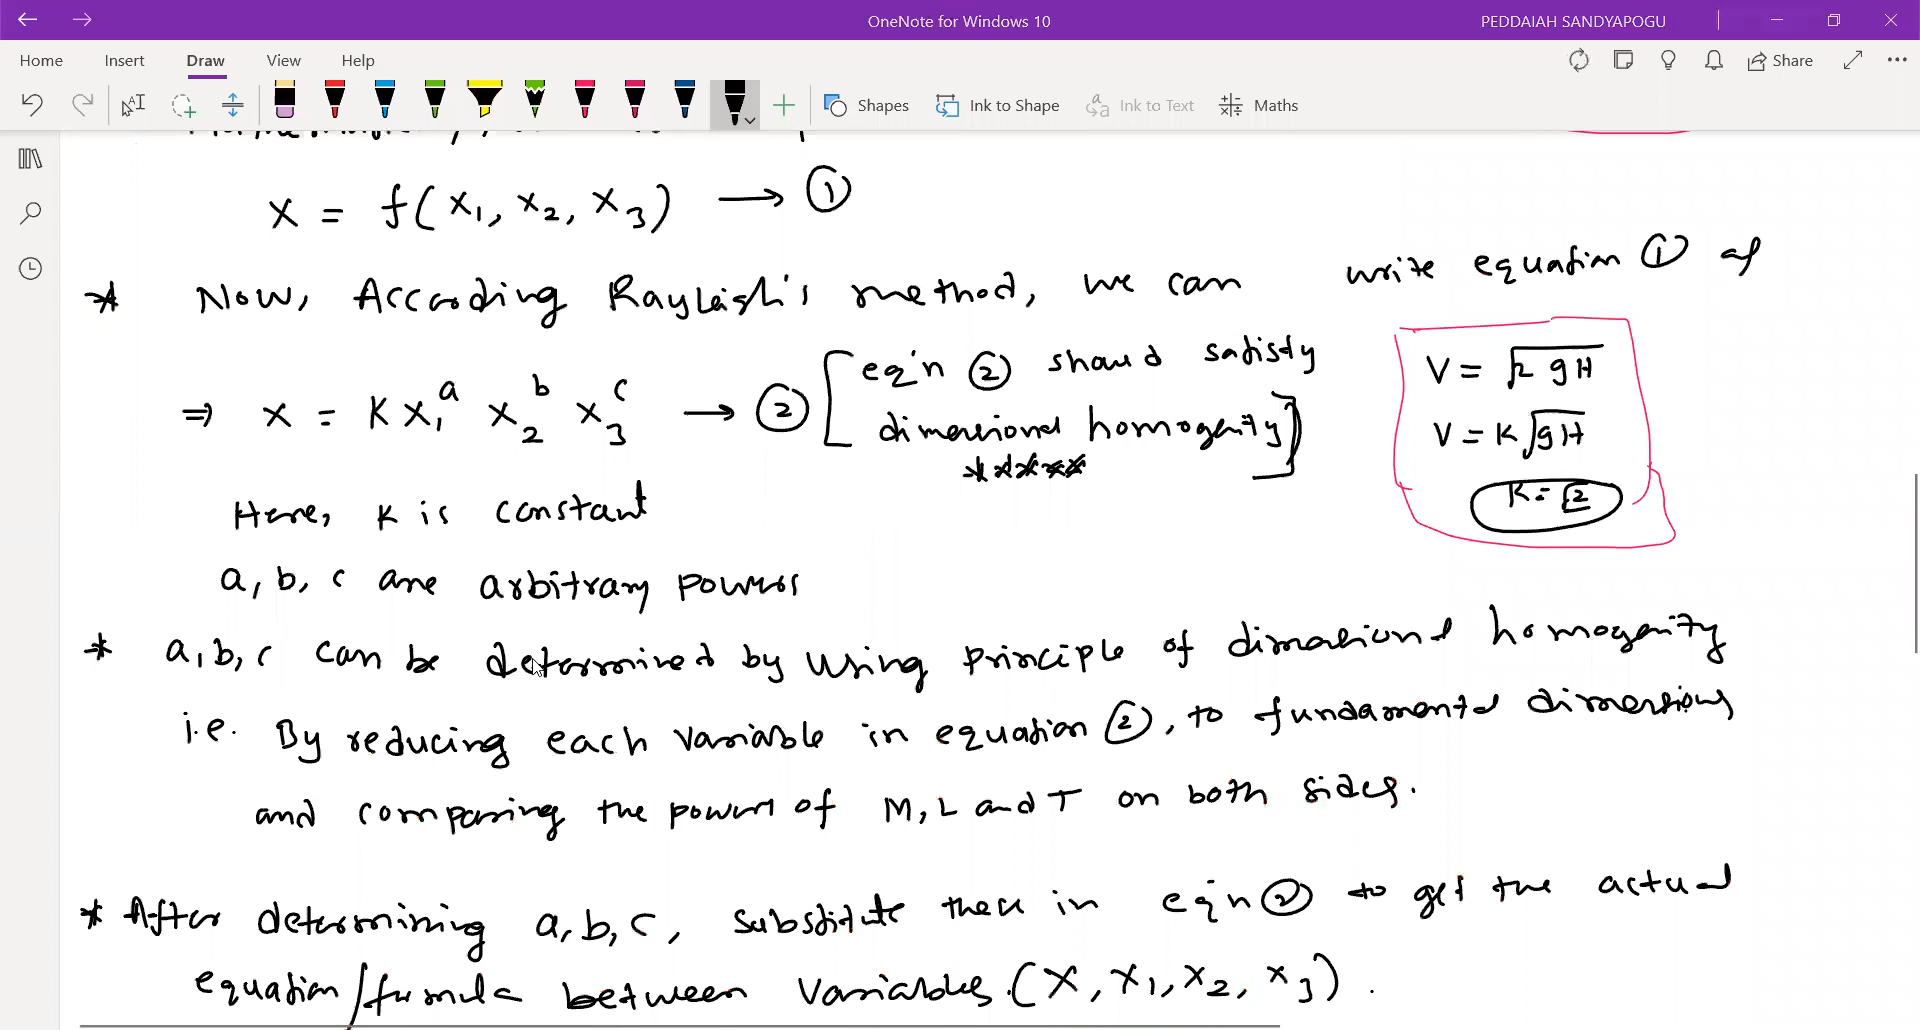 OneNote for Windows 10
PEDDAIAH SANDYAPOGU
Home Insert Draw View Help
Share
Shapes Ink to Shape Ink to Text Maths
X = f(x₁, x₂, x₃) → ①
* Now, According Rayleigh's method, we can write equation ① as
⇒ X = K x₁ᵃ x₂ᵇ x₃ᶜ → ② [eq'n ② should satisfy
dimensional homogenity]
*****
V = √2gH
V = K√gH
K = √2
Here, K is constant
a, b, c are arbitrary powers
* a, b, c can be determined by using principle of dimensional homogenity
i.e. By reducing each variable in equation ②, to fundamental dimensions
and comparing the powers of M, L and T on both sides.
* After determining a, b, c, substitute these in eq'n ② to get the actual
equation/formula between variables (X, x₁, x₂, x₃).